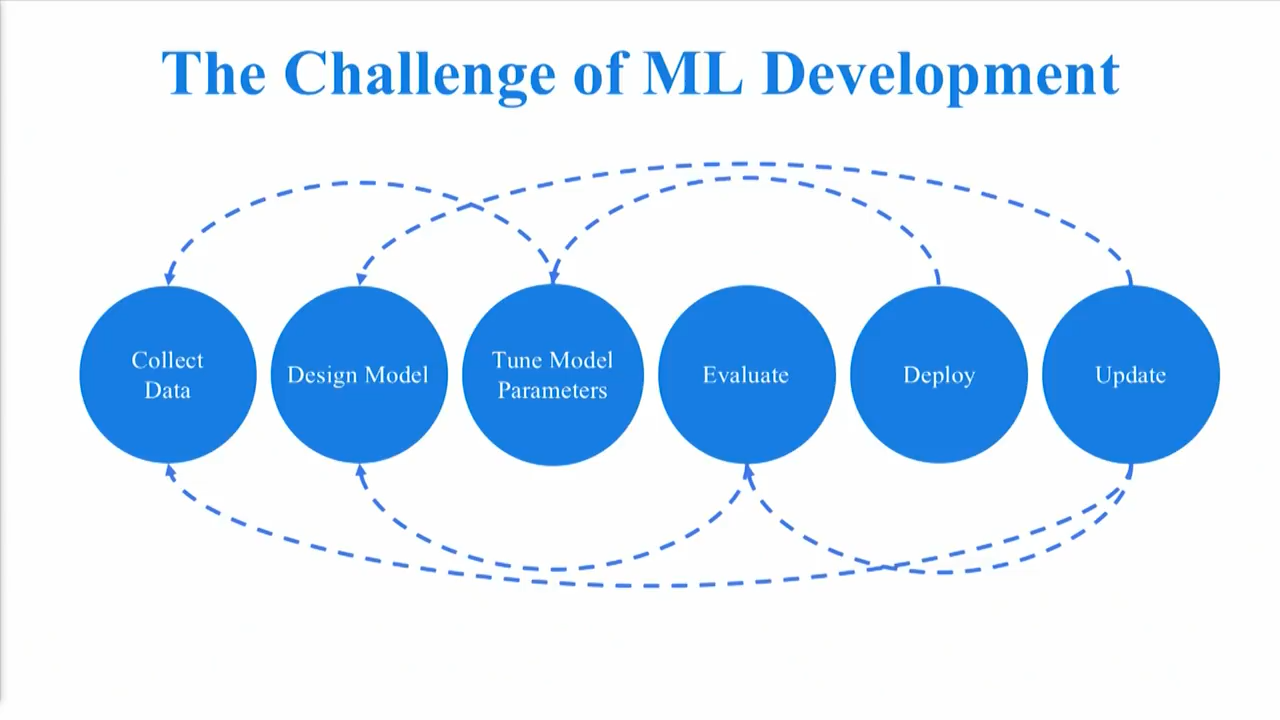 The Challenge of ML Development
Collect
Data
Design Model
Tune Model
Parameters
Evaluate
Deploy
Update